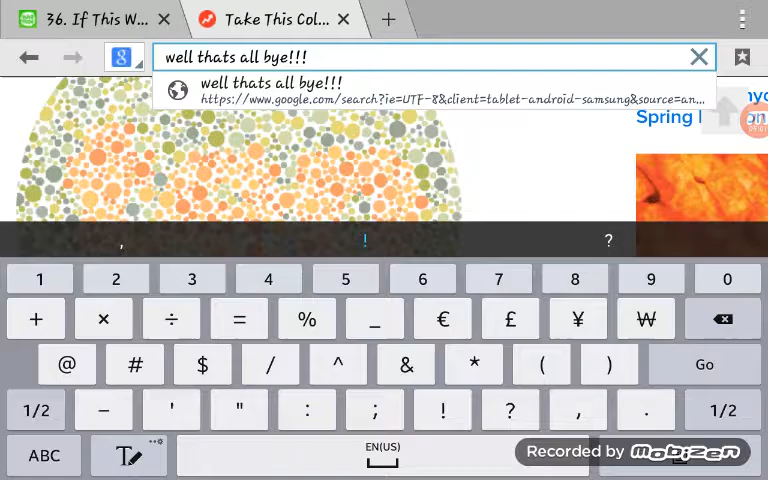 36. If This W...
Take This Col...
8
well thats all bye!!!
well thats all bye!!!
https://www.google.com/search?ie=UTF-8&client=tablet-android-samsung&source=an...
Spring
, ! ?
1 2 3 4 5 6 7 8 9 0
+ × ÷ = % _ € £ ¥ ₩
@ # $ / ^ & * ( ) Go
1/2 - ' " : ; ! ? , . 1/2
ABC
EN(US)
Recorded by Mobizen